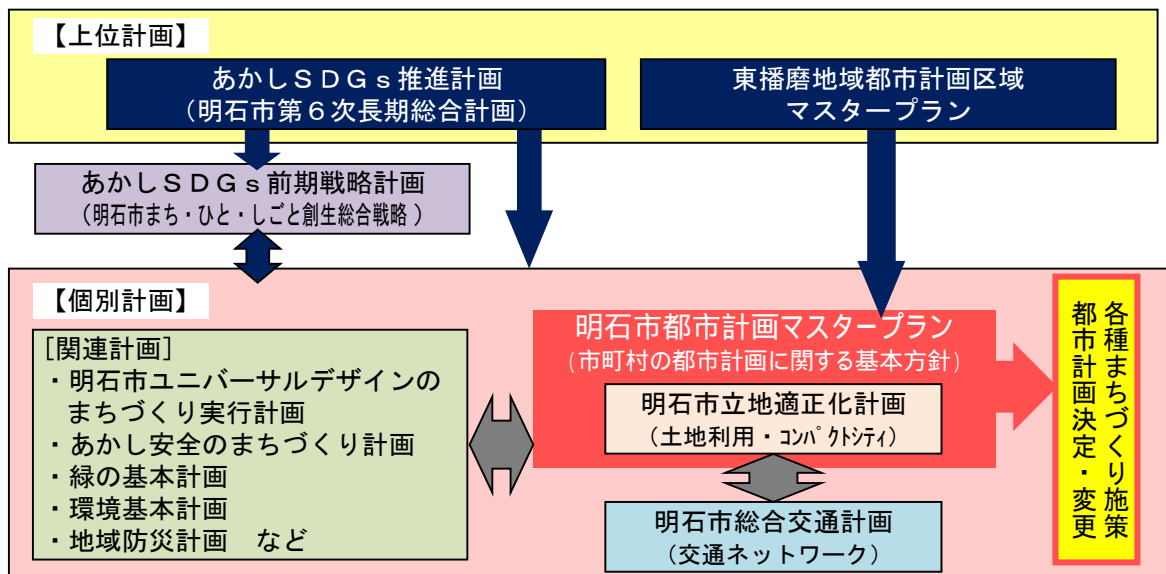 【上位計画】
あかしＳＤＧｓ推進計画
（明石市第６次長期総合計画）
東播磨地域都市計画区域
マスタープラン
あかしＳＤＧｓ前期戦略計画
（明石市まち・ひと・しごと創生総合戦略）
【個別計画】
［関連計画］
・明石市ユニバーサルデザインの
まちづくり実行計画
・あかし安全のまちづくり計画
・緑の基本計画
・環境基本計画
・地域防災計画　など
明石市都市計画マスタープラン
（市町村の都市計画に関する基本方針）
明石市立地適正化計画
（土地利用・ｺﾝﾊﾟｸﾄｼﾃｨ）
明石市総合交通計画
（交通ネットワーク）
各種まちづくり施策
都市計画決定・変更